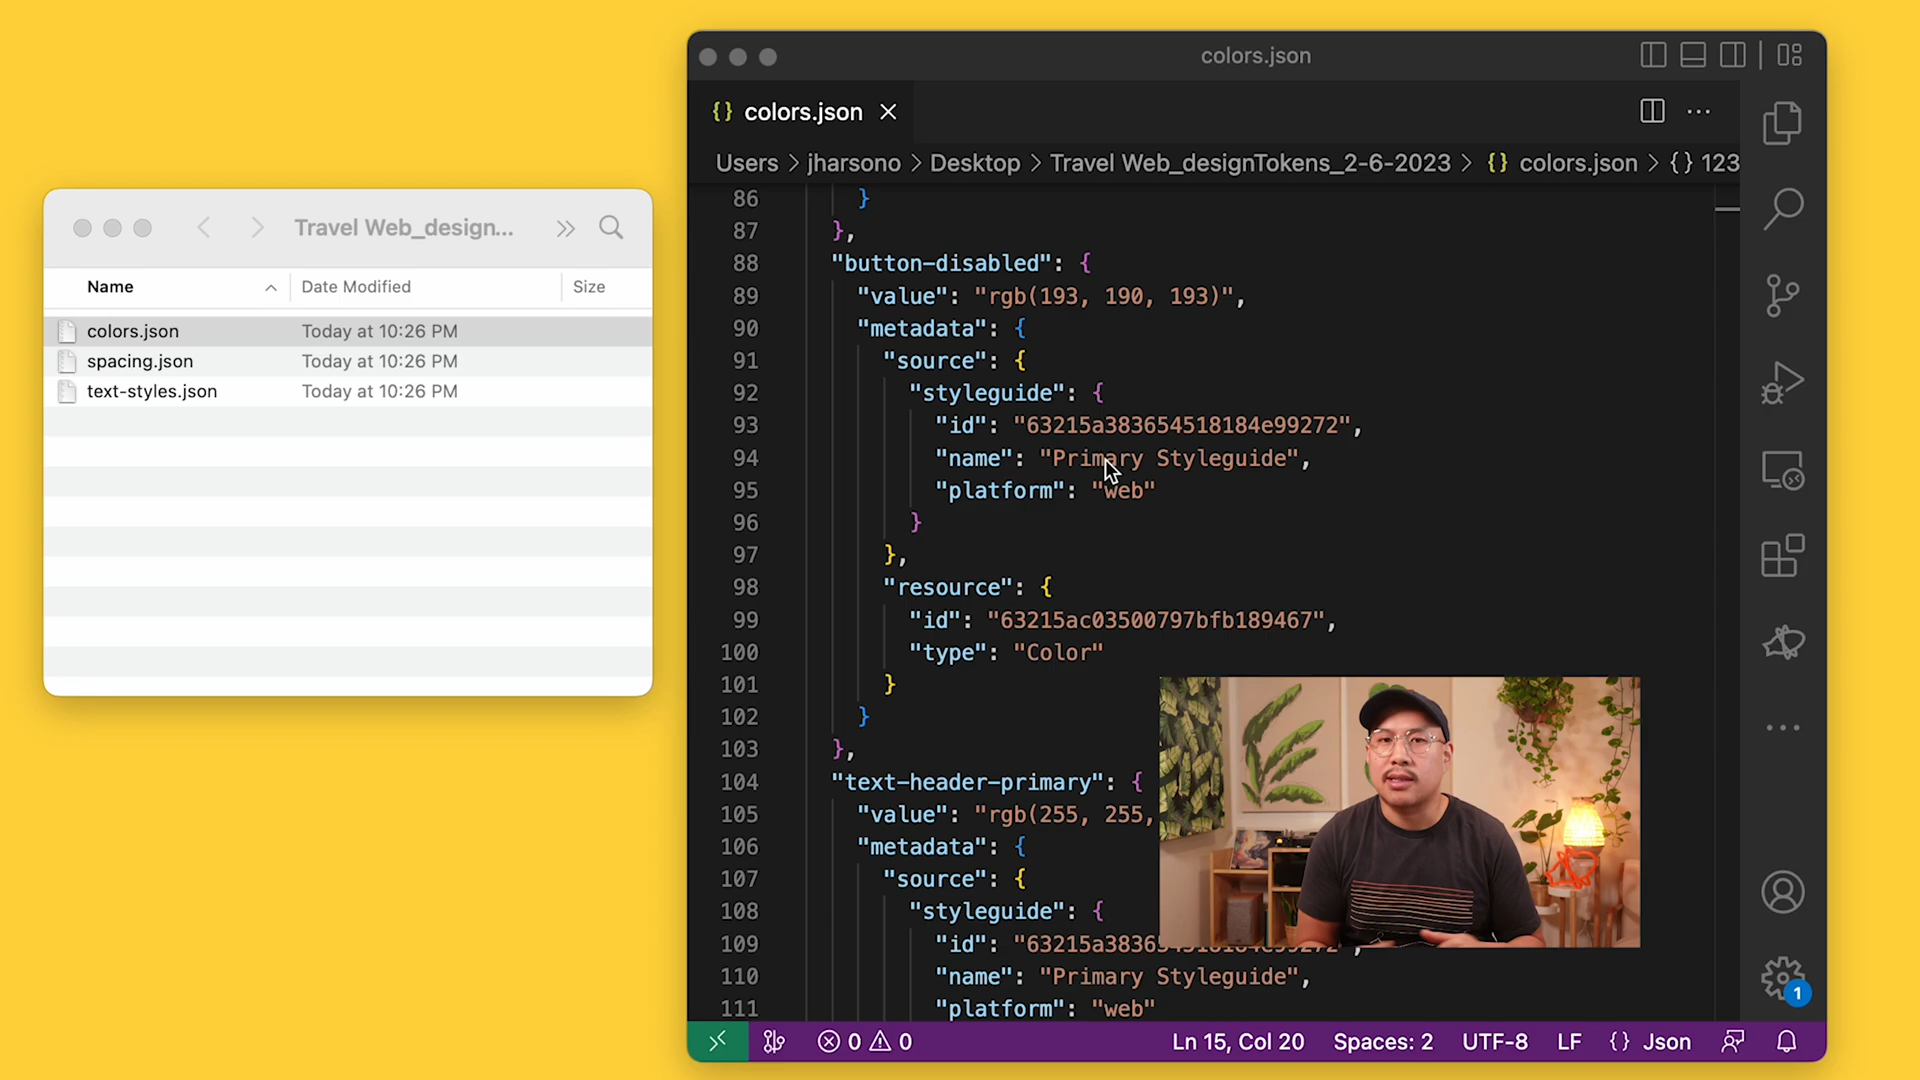 Travel Web_design...
Name
Date Modified
Size
colors.json
Today at 10:26 PM
spacing.json
Today at 10:26 PM
text-styles.json
Today at 10:26 PM
colors.json
{} colors.json
Users > jharsono > Desktop > Travel Web_designTokens_2-6-2023 > {} colors.json > {} 123
86 }
87 },
88 "button-disabled": {
89 "value": "rgb(193, 190, 193)",
90 "metadata": {
91 "source": {
92 "styleguide": {
93 "id": "63215a383654518184e99272",
94 "name": "Primary Styleguide",
95 "platform": "web"
96 }
97 },
98 "resource": {
99 "id": "63215ac03500797bfb189467",
100 "type": "Color"
101 }
102 }
103 },
104 "text-header-primary": {
105 "value": "rgb(255, 255,
106 "metadata": {
107 "source": {
108 "styleguide": {
109 "id": "63215a383654518184e99272",
110 "name": "Primary Styleguide",
111 "platform": "web"
0
0
Ln 15, Col 20
Spaces: 2
UTF-8
LF
{} Json
1